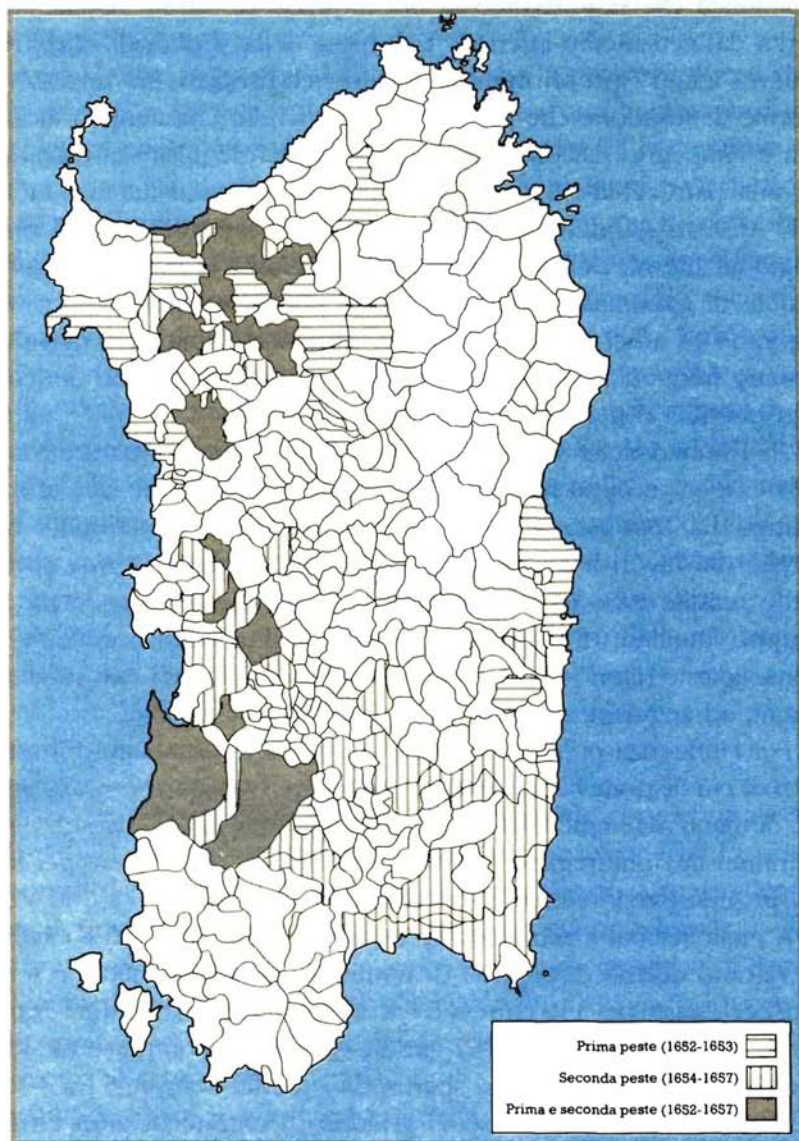 Prima peste (1652-1653)
Seconda peste (1654-1657)
Prima e seconda peste (1652-1657)